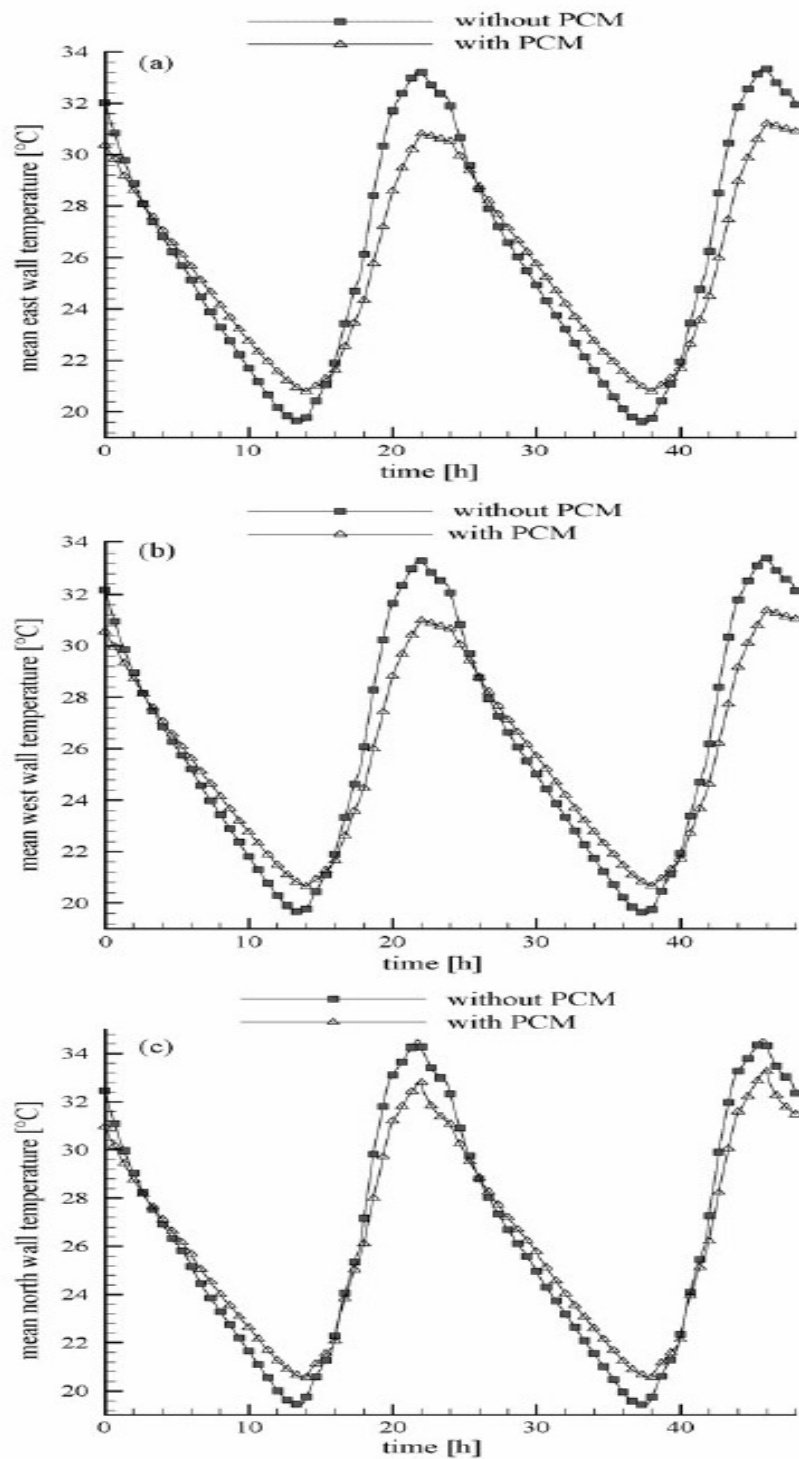 without PCM
with PCM
(a)
34
32
30
28
26
24
22
20
mean east wall temperature [°C]
0 10 20 30 40
time [h]
without PCM
with PCM
(b)
34
32
30
28
26
24
22
20
mean west wall temperature [°C]
0 10 20 30 40
time [h]
without PCM
with PCM
(c)
34
32
30
28
26
24
22
20
mean north wall temperature [°C]
0 10 20 30 40
time [h]